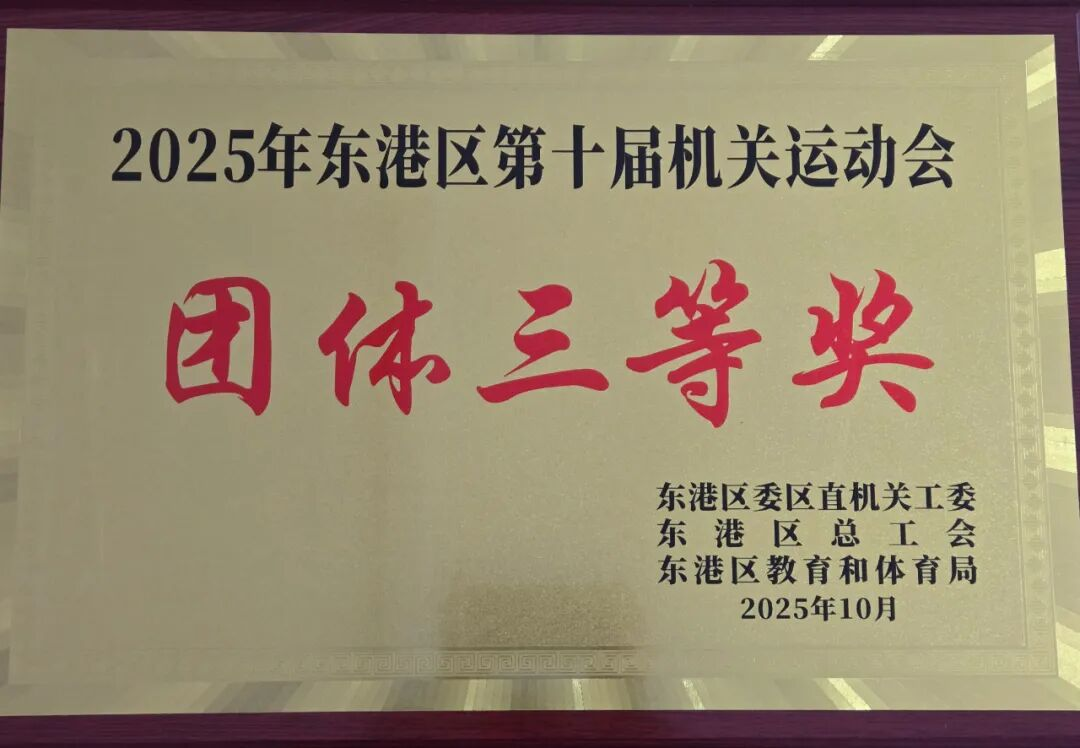 2025年东港区第十届机关运动会
团体三等奖
东港区委区直机关工委
东港区总工会
东港区教育和体育局
2025年10月